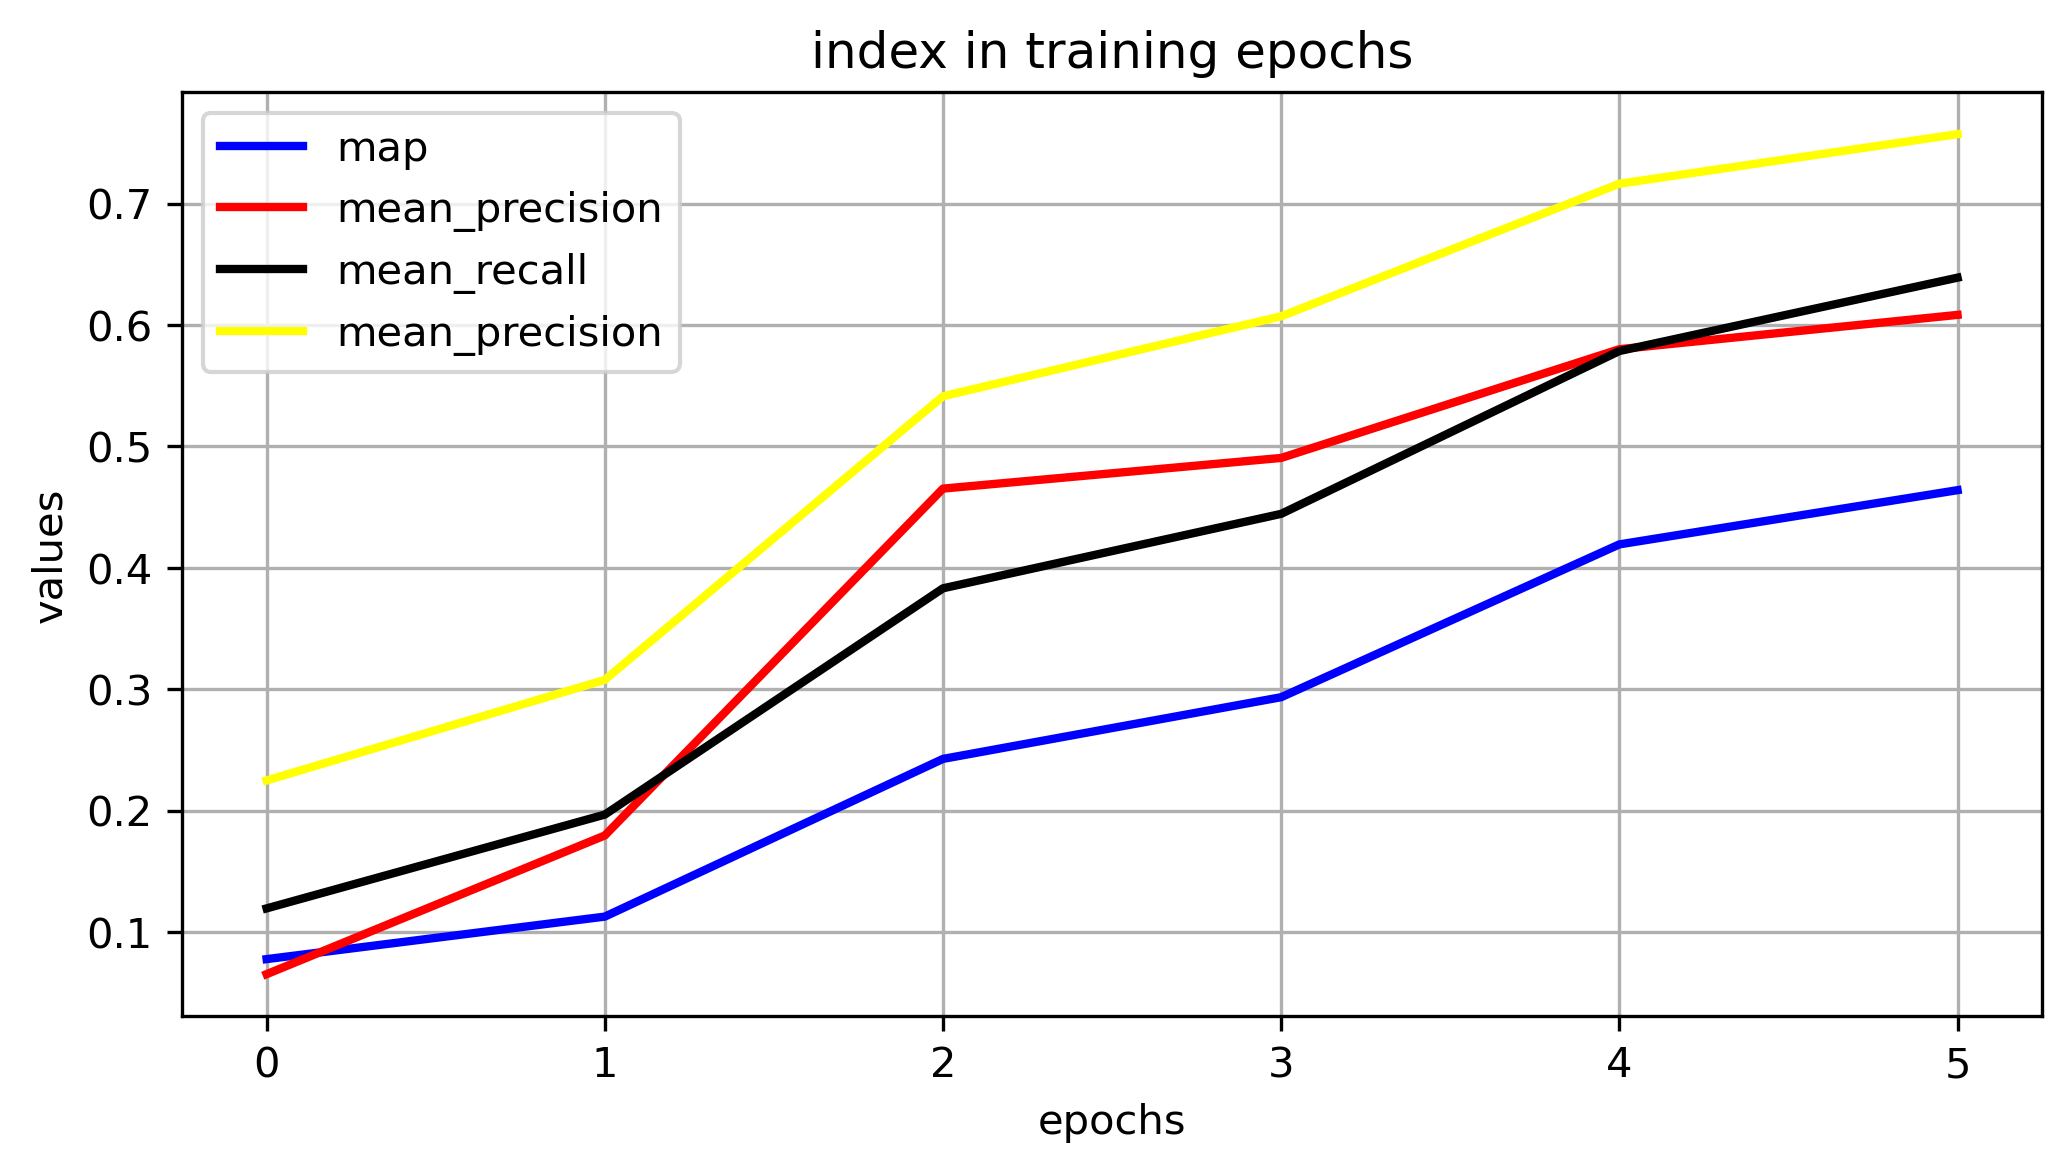 index in training epochs
map
mean_precision
mean_recall
mean_precision
0.7
0.6
0.5
0.4
0.3
0.2
0.1
values
0 1 2 3 4 5
epochs